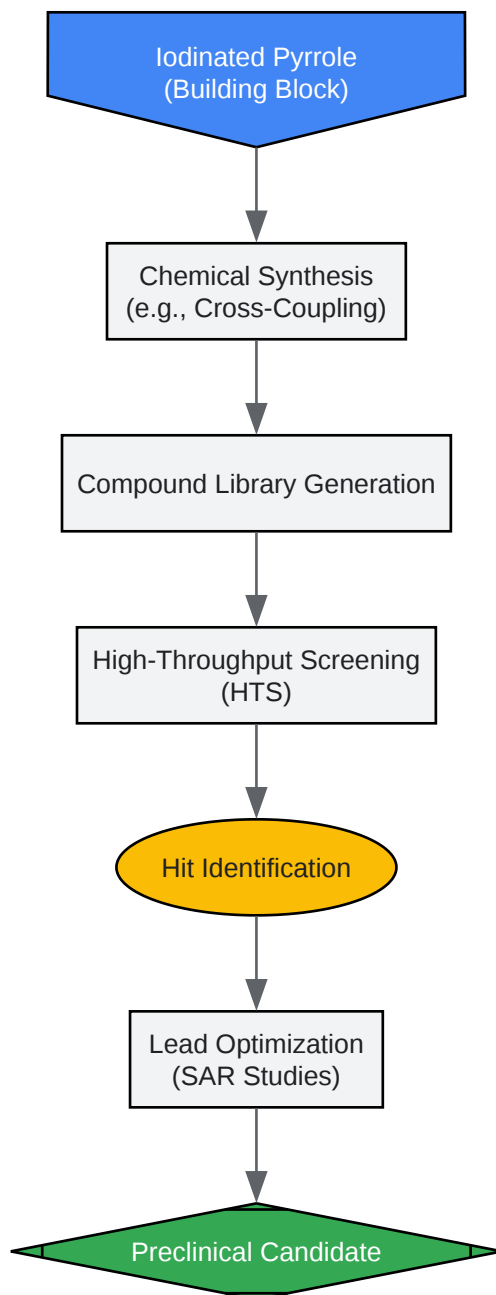 Iodinated Pyrrole
(Building Block)
Chemical Synthesis
(e.g., Cross-Coupling)
Compound Library Generation
High-Throughput Screening
(HTS)
Hit Identification
Lead Optimization
(SAR Studies)
Preclinical Candidate